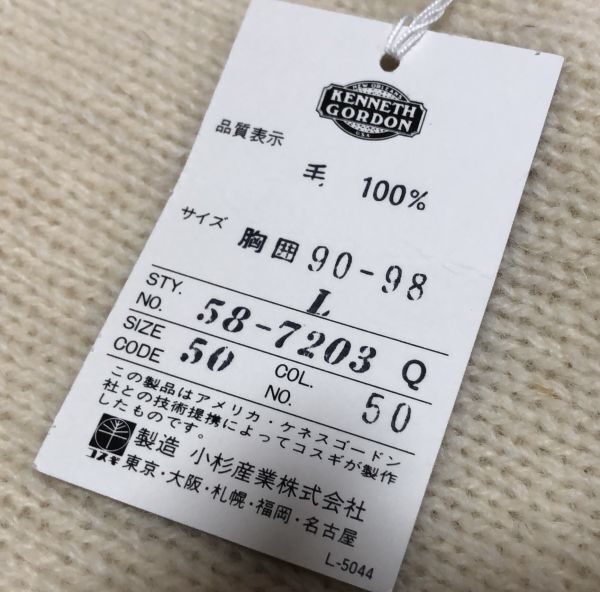 NEW ORLEANS
KENNETH
GORDON
U.S.A.
品質表示
毛 100%
サイズ
胸囲 90-98
L
STY. NO. 58-7203 Q
SIZE CODE 50 COL. NO. 50
この製品はアメリカ・ケネスゴードン
社との技術提携によってコスギが製作
したものです。
コスギ
製造 小杉産業株式会社
東京・大阪・札幌・福岡・名古屋
L-5044